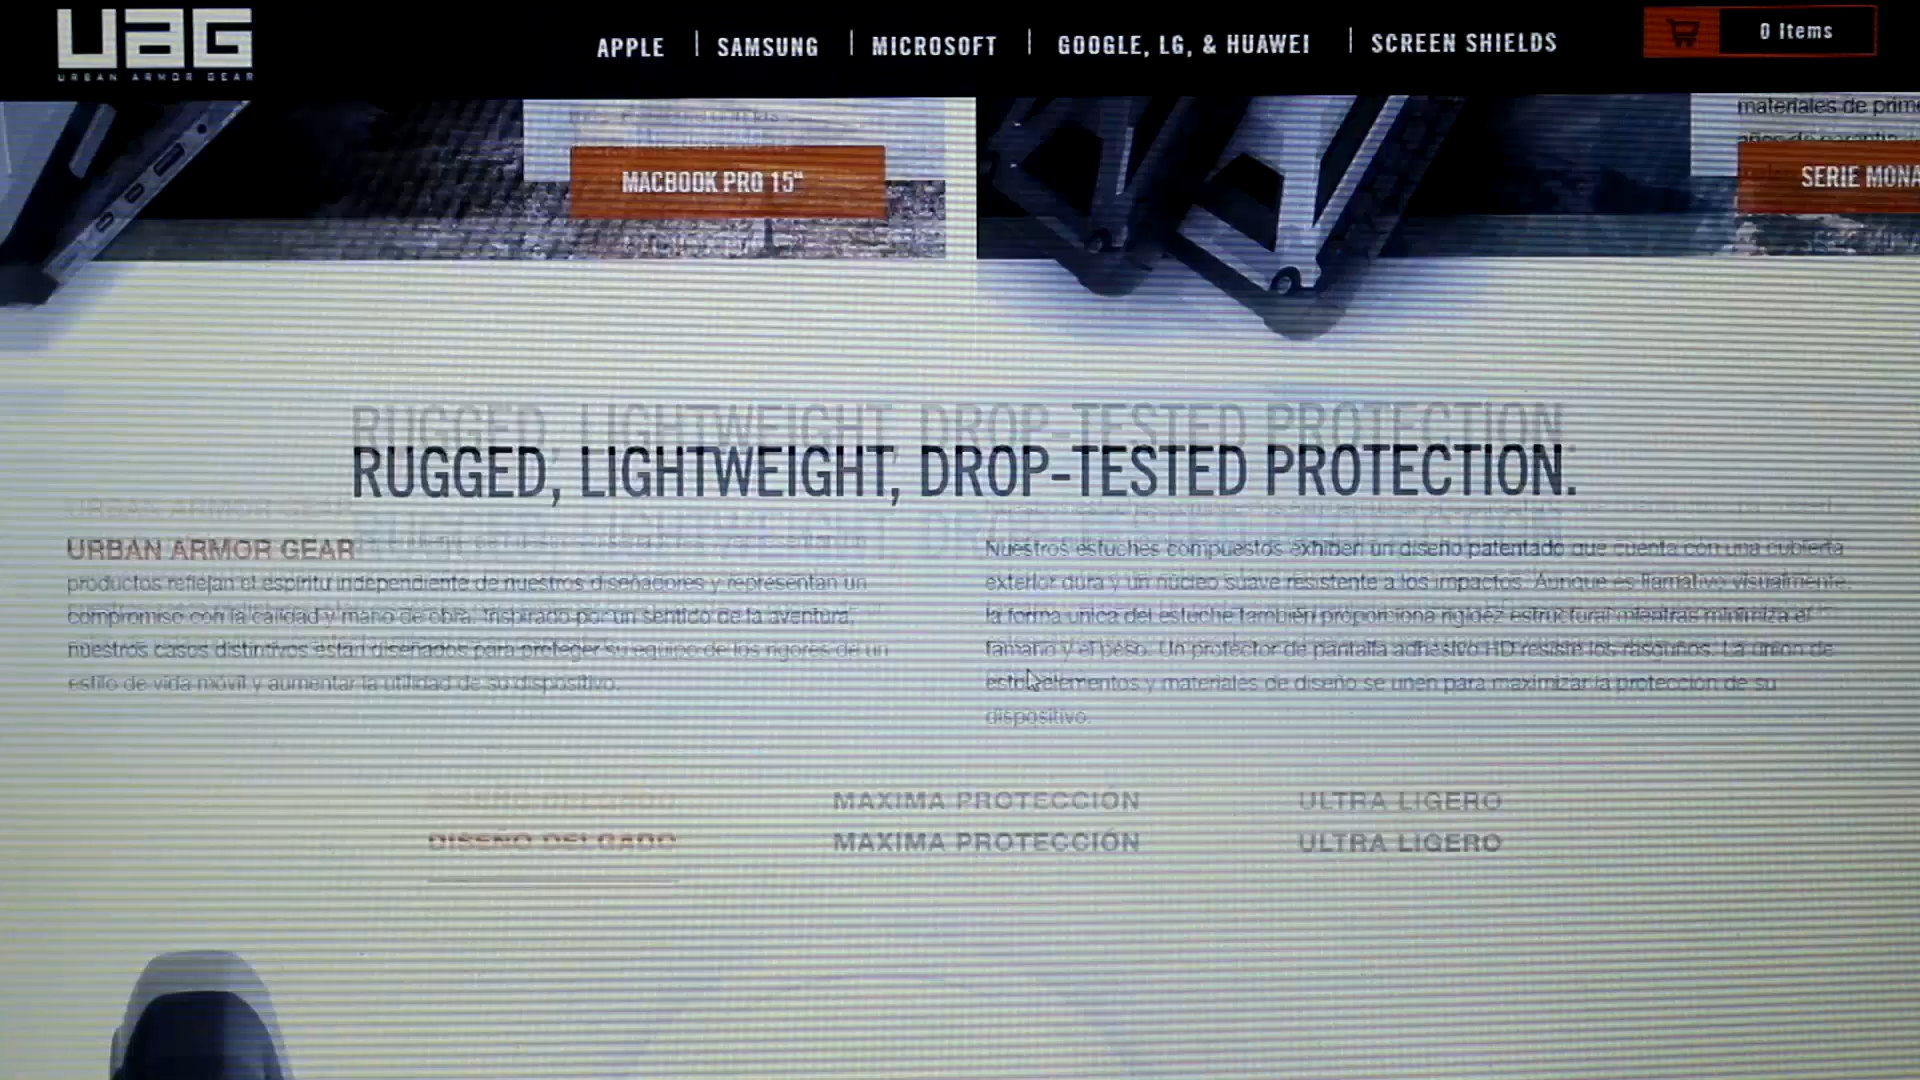 UAG
URBAN ARMOR GEAR
APPLE | SAMSUNG | MICROSOFT | GOOGLE, LG, & HUAWEI | SCREEN SHIELDS
0 Items
materiales de prime
años de garantia
MACBOOK PRO 15"
SERIE MONA
RUGGED, LIGHTWEIGHT, DROP-TESTED PROTECTION.
URBAN ARMOR GEAR
productos reflejan el espíritu independiente de nuestros diseñadores y representan un
compromiso con la calidad y mano de obra. Inspirado por un sentido de la aventura,
nuestros casos distintivos están diseñados para proteger su equipo de los rigores de un
estilo de vida móvil y aumentar la utilidad de su dispositivo.
Nuestros estuches compuestos exhiben un diseño patentado que cuenta con una cubierta
exterior dura y un núcleo suave resistente a los impactos. Aunque es llamativo visualmente,
la forma única del estuche también proporciona rigidez estructural mientras minimiza el
tamaño y el peso. Un protector de pantalla adhesivo HD resiste los rasguños. La unión de
estos elementos y materiales de diseño se unen para maximizar la protección de su
dispositivo.
DISEÑO DELGADO
MAXIMA PROTECCIÓN
ULTRA LIGERO